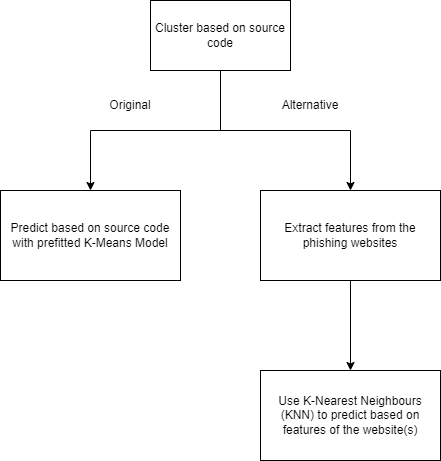 Cluster based on source
code
Original
Alternative
Predict based on source code
with prefitted K-Means Model
Extract features from the
phishing websites
Use K-Nearest Neighbours
(KNN) to predict based on
features of the website(s)